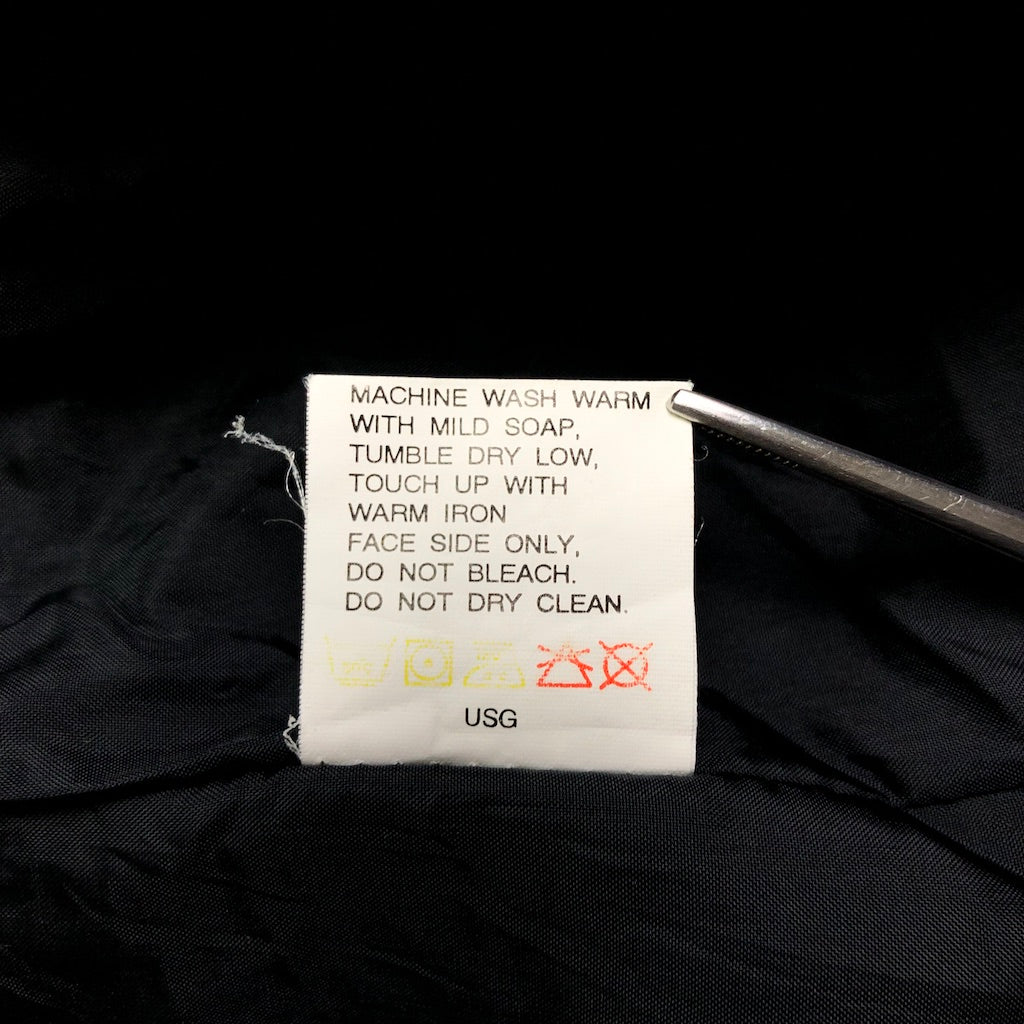 MACHINE WASH WARM
WITH MILD SOAP,
TUMBLE DRY LOW,
TOUCH UP WITH
WARM IRON
FACE SIDE ONLY,
DO NOT BLEACH.
DO NOT DRY CLEAN.
USG